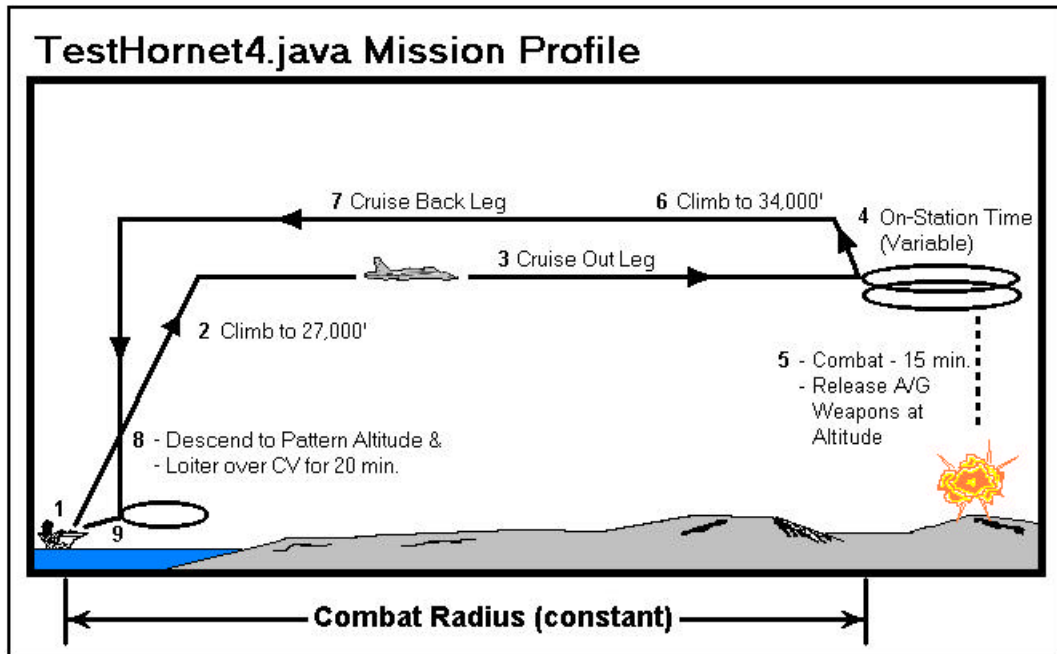 TestHornet4.java Mission Profile
7 Cruise Back Leg
6 Climb to 34,000'
4 On-Station Time
(Variable)
3 Cruise Out Leg
2 Climb to 27,000'
5 - Combat - 15 min.
- Release A/G
Weapons at
Altitude
8 - Descend to Pattern Altitude &
- Loiter over CV for 20 min.
1
9
Combat Radius (constant)